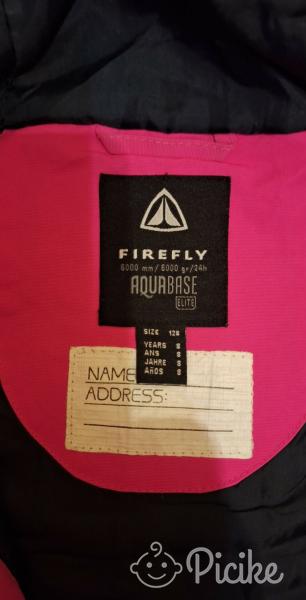 FIREFLY
6000 mm / 6000 gr / 24h
AQUABASE
ELITE
SIZE 128
YEARS 8
ANS 8
JAHRE 8
AÑOS 8
NAME
ADDRESS:
Picike